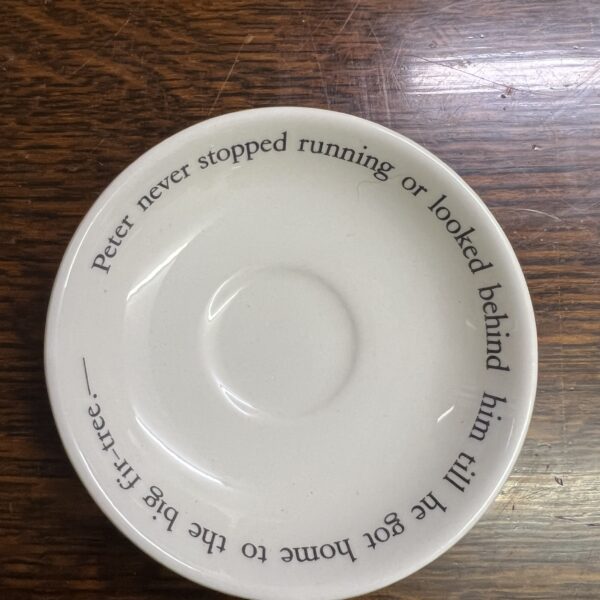 Peter never stopped running or looked behind him till he got home to the big fir-tree.—